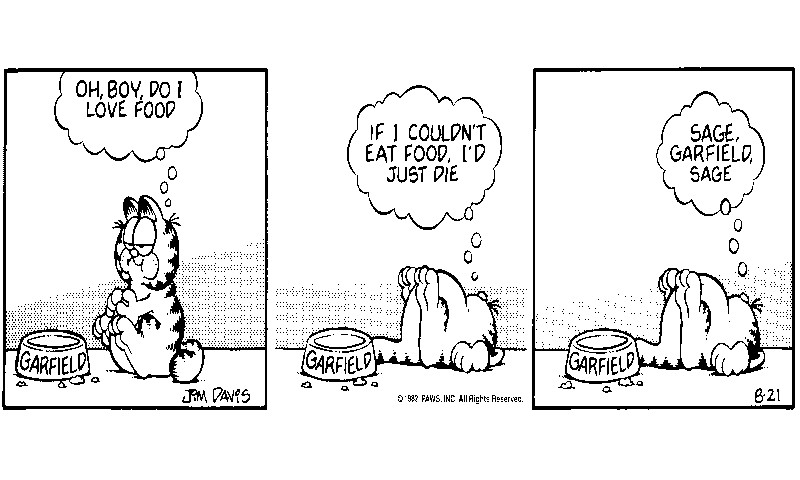 OH, BOY, DO I
LOVE FOOD
GARFIELD
JIM DAVIS
IF I COULDN'T
EAT FOOD, I'D
JUST DIE
GARFIELD
© 1982 PAWS, INC. All Rights Reserved.
SAGE,
GARFIELD,
SAGE
GARFIELD
8-21